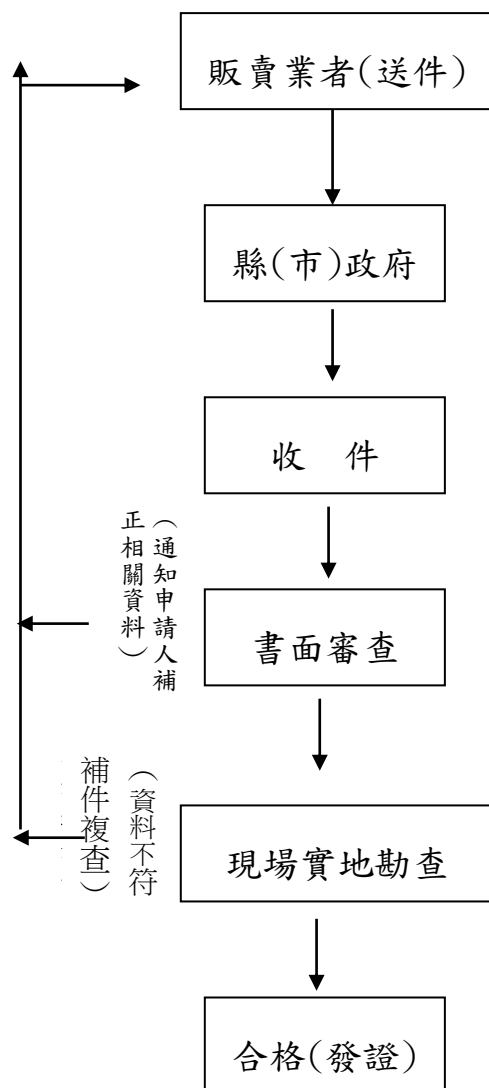 販賣業者(送件)
縣(市)政府
收　件
（通知申請人補
正相關資料）
書面審查
（資料不符
補件複查）
現場實地勘查
合格(發證)